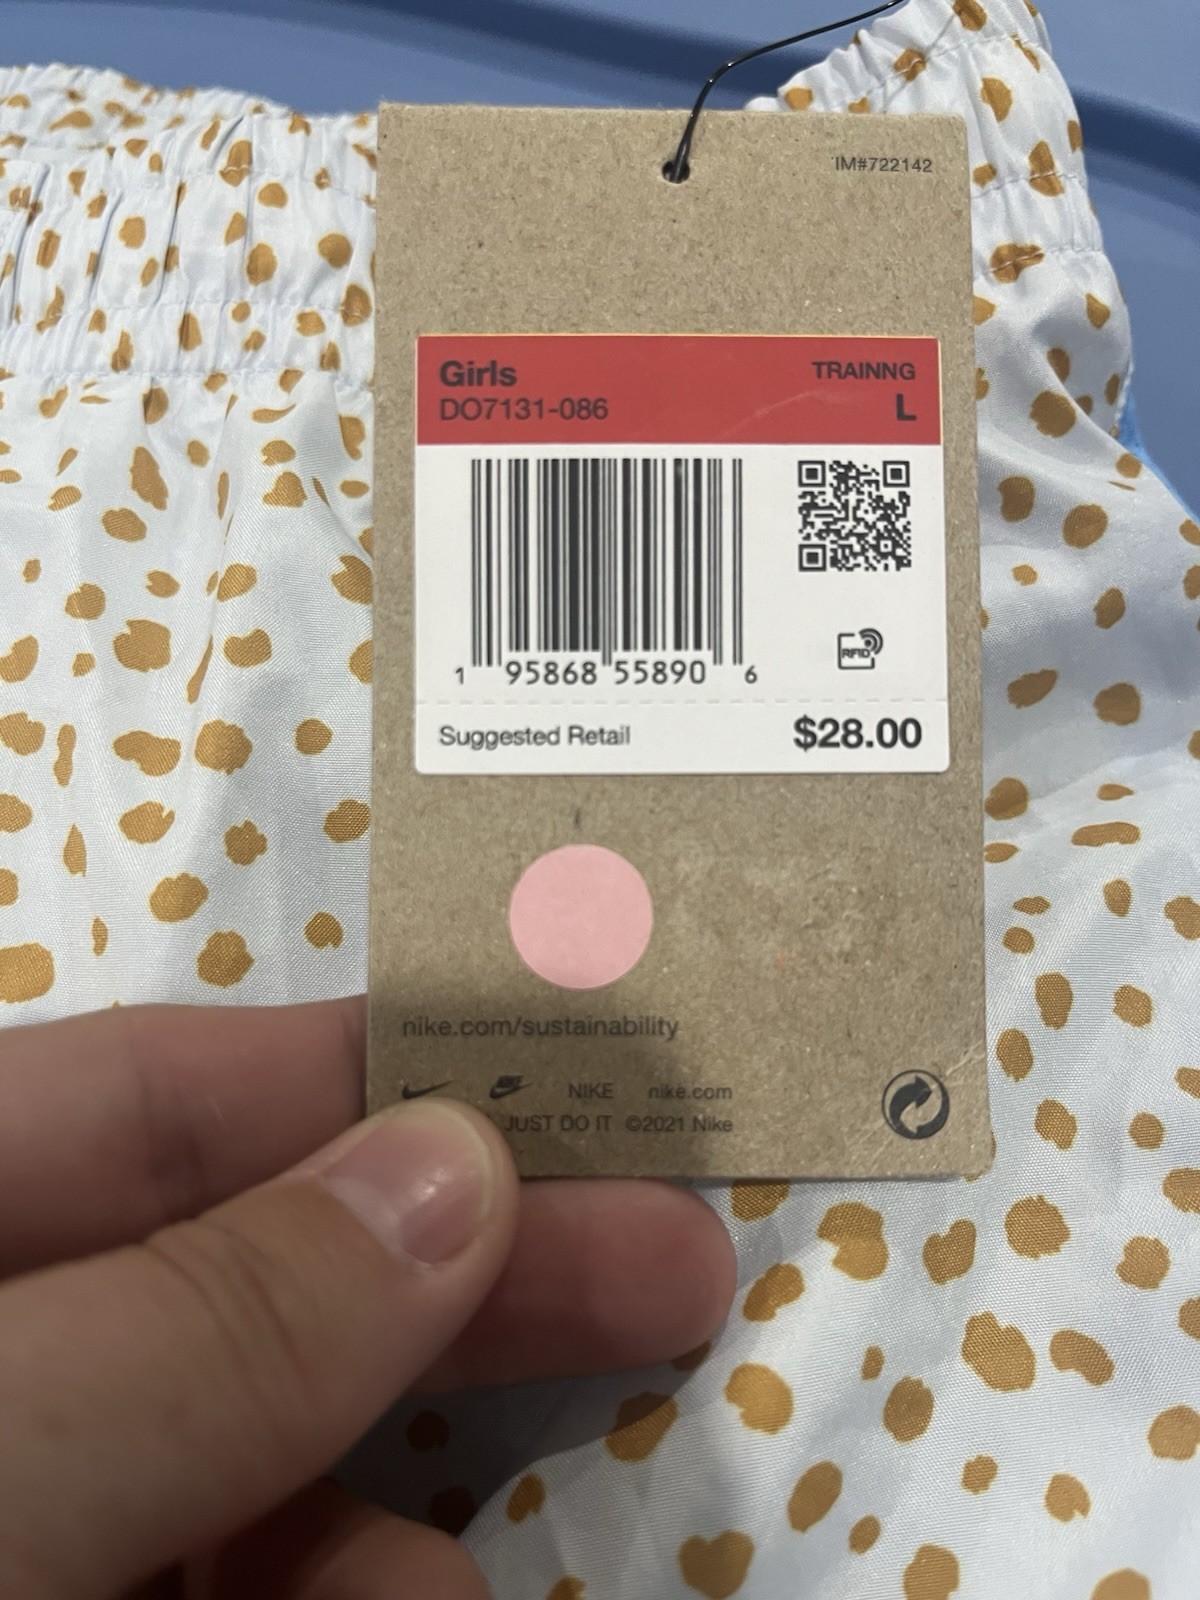 IM#722142
Girls TRAINNG
DO7131-086 L
RFID
1 95868 55890 6
Suggested Retail $28.00
nike.com/sustainability
NIKE NIKE nike.com
JUST DO IT ©2021 Nike